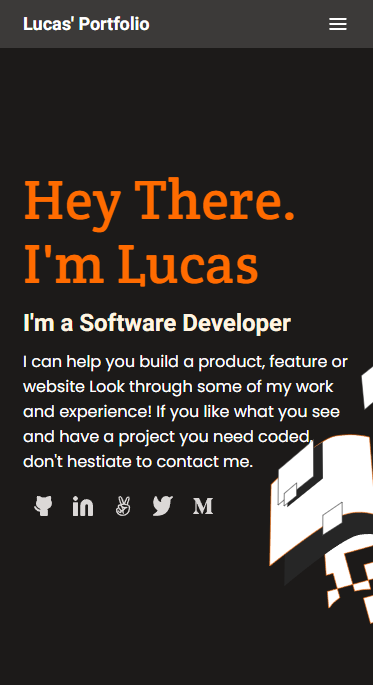 Lucas' Portfolio
Hey There.
I'm Lucas
I'm a Software Developer
I can help you build a product, feature or
website Look through some of my work
and experience! If you like what you see
and have a project you need coded,
don't hestiate to contact me.